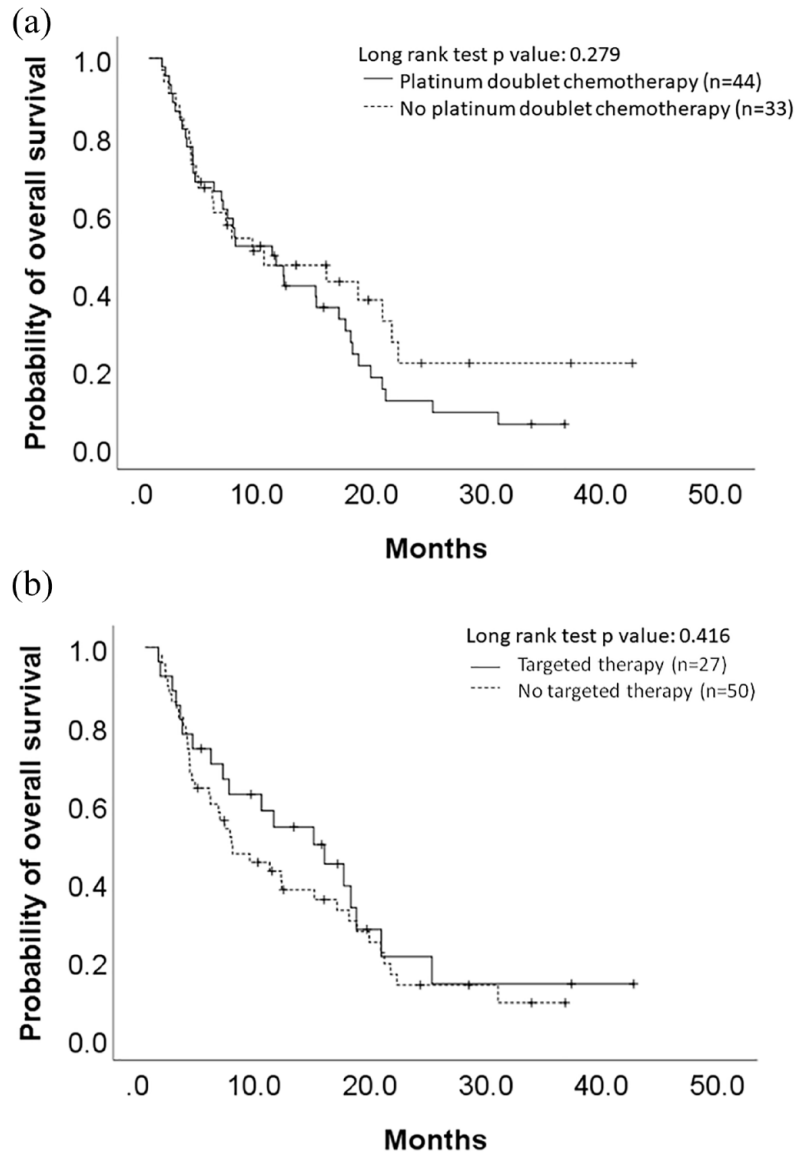 (a)
Long rank test p value: 0.279
Platinum doublet chemotherapy (n=44)
No platinum doublet chemotherapy (n=33)
Probability of overall survival
1.0
0.8
0.6
0.4
0.2
0.0
.0 10.0 20.0 30.0 40.0 50.0
Months
(b)
Long rank test p value: 0.416
Targeted therapy (n=27)
No targeted therapy (n=50)
Probability of overall survival
1.0
0.8
0.6
0.4
0.2
0.0
.0 10.0 20.0 30.0 40.0 50.0
Months